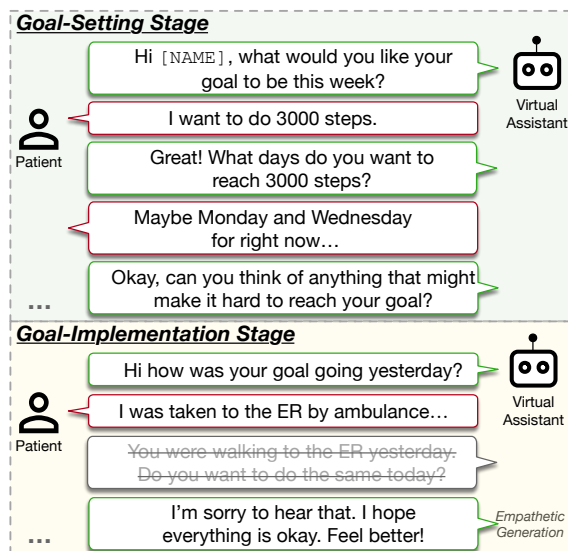 Goal-Setting Stage
Hi [NAME], what would you like your
goal to be this week?
Virtual
Assistant
I want to do 3000 steps.
Patient
Great! What days do you want to
reach 3000 steps?
Maybe Monday and Wednesday
for right now…
Okay, can you think of anything that might
make it hard to reach your goal?
...
Goal-Implementation Stage
Hi how was your goal going yesterday?
Virtual
Assistant
I was taken to the ER by ambulance…
Patient
You were walking to the ER yesterday.
Do you want to do the same today?
I'm sorry to hear that. I hope
everything is okay. Feel better!
Empathetic
Generation
...